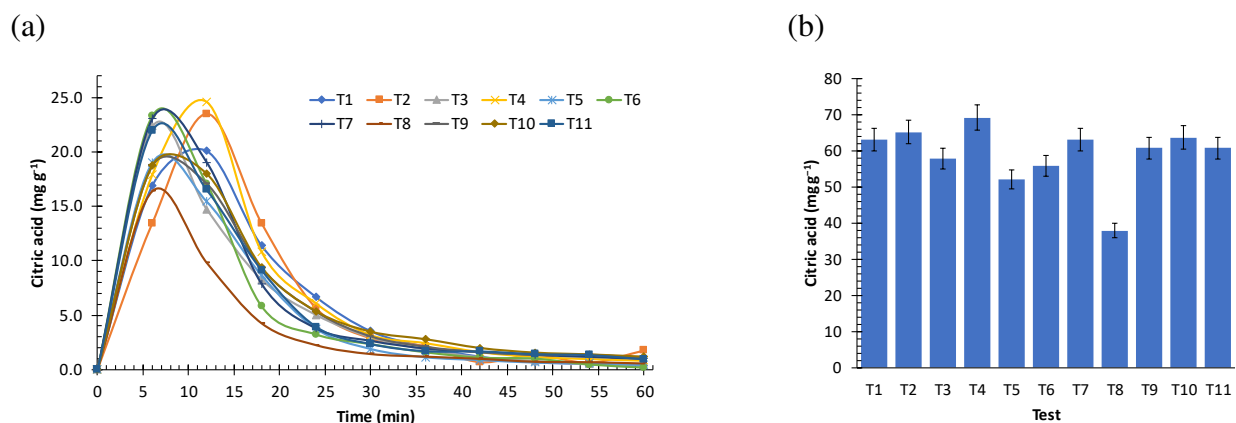 (a)
(b)
Citric acid (mg g⁻¹)
25.0
20.0
15.0
10.0
5.0
0.0
T1 T2 T3 T4 T5 T6
T7 T8 T9 T10 T11
0 5 10 15 20 25 30 35 40 45 50 55 60
Time (min)
Citric acid (mg g⁻¹)
80
70
60
50
40
30
20
10
0
T1 T2 T3 T4 T5 T6 T7 T8 T9 T10 T11
Test